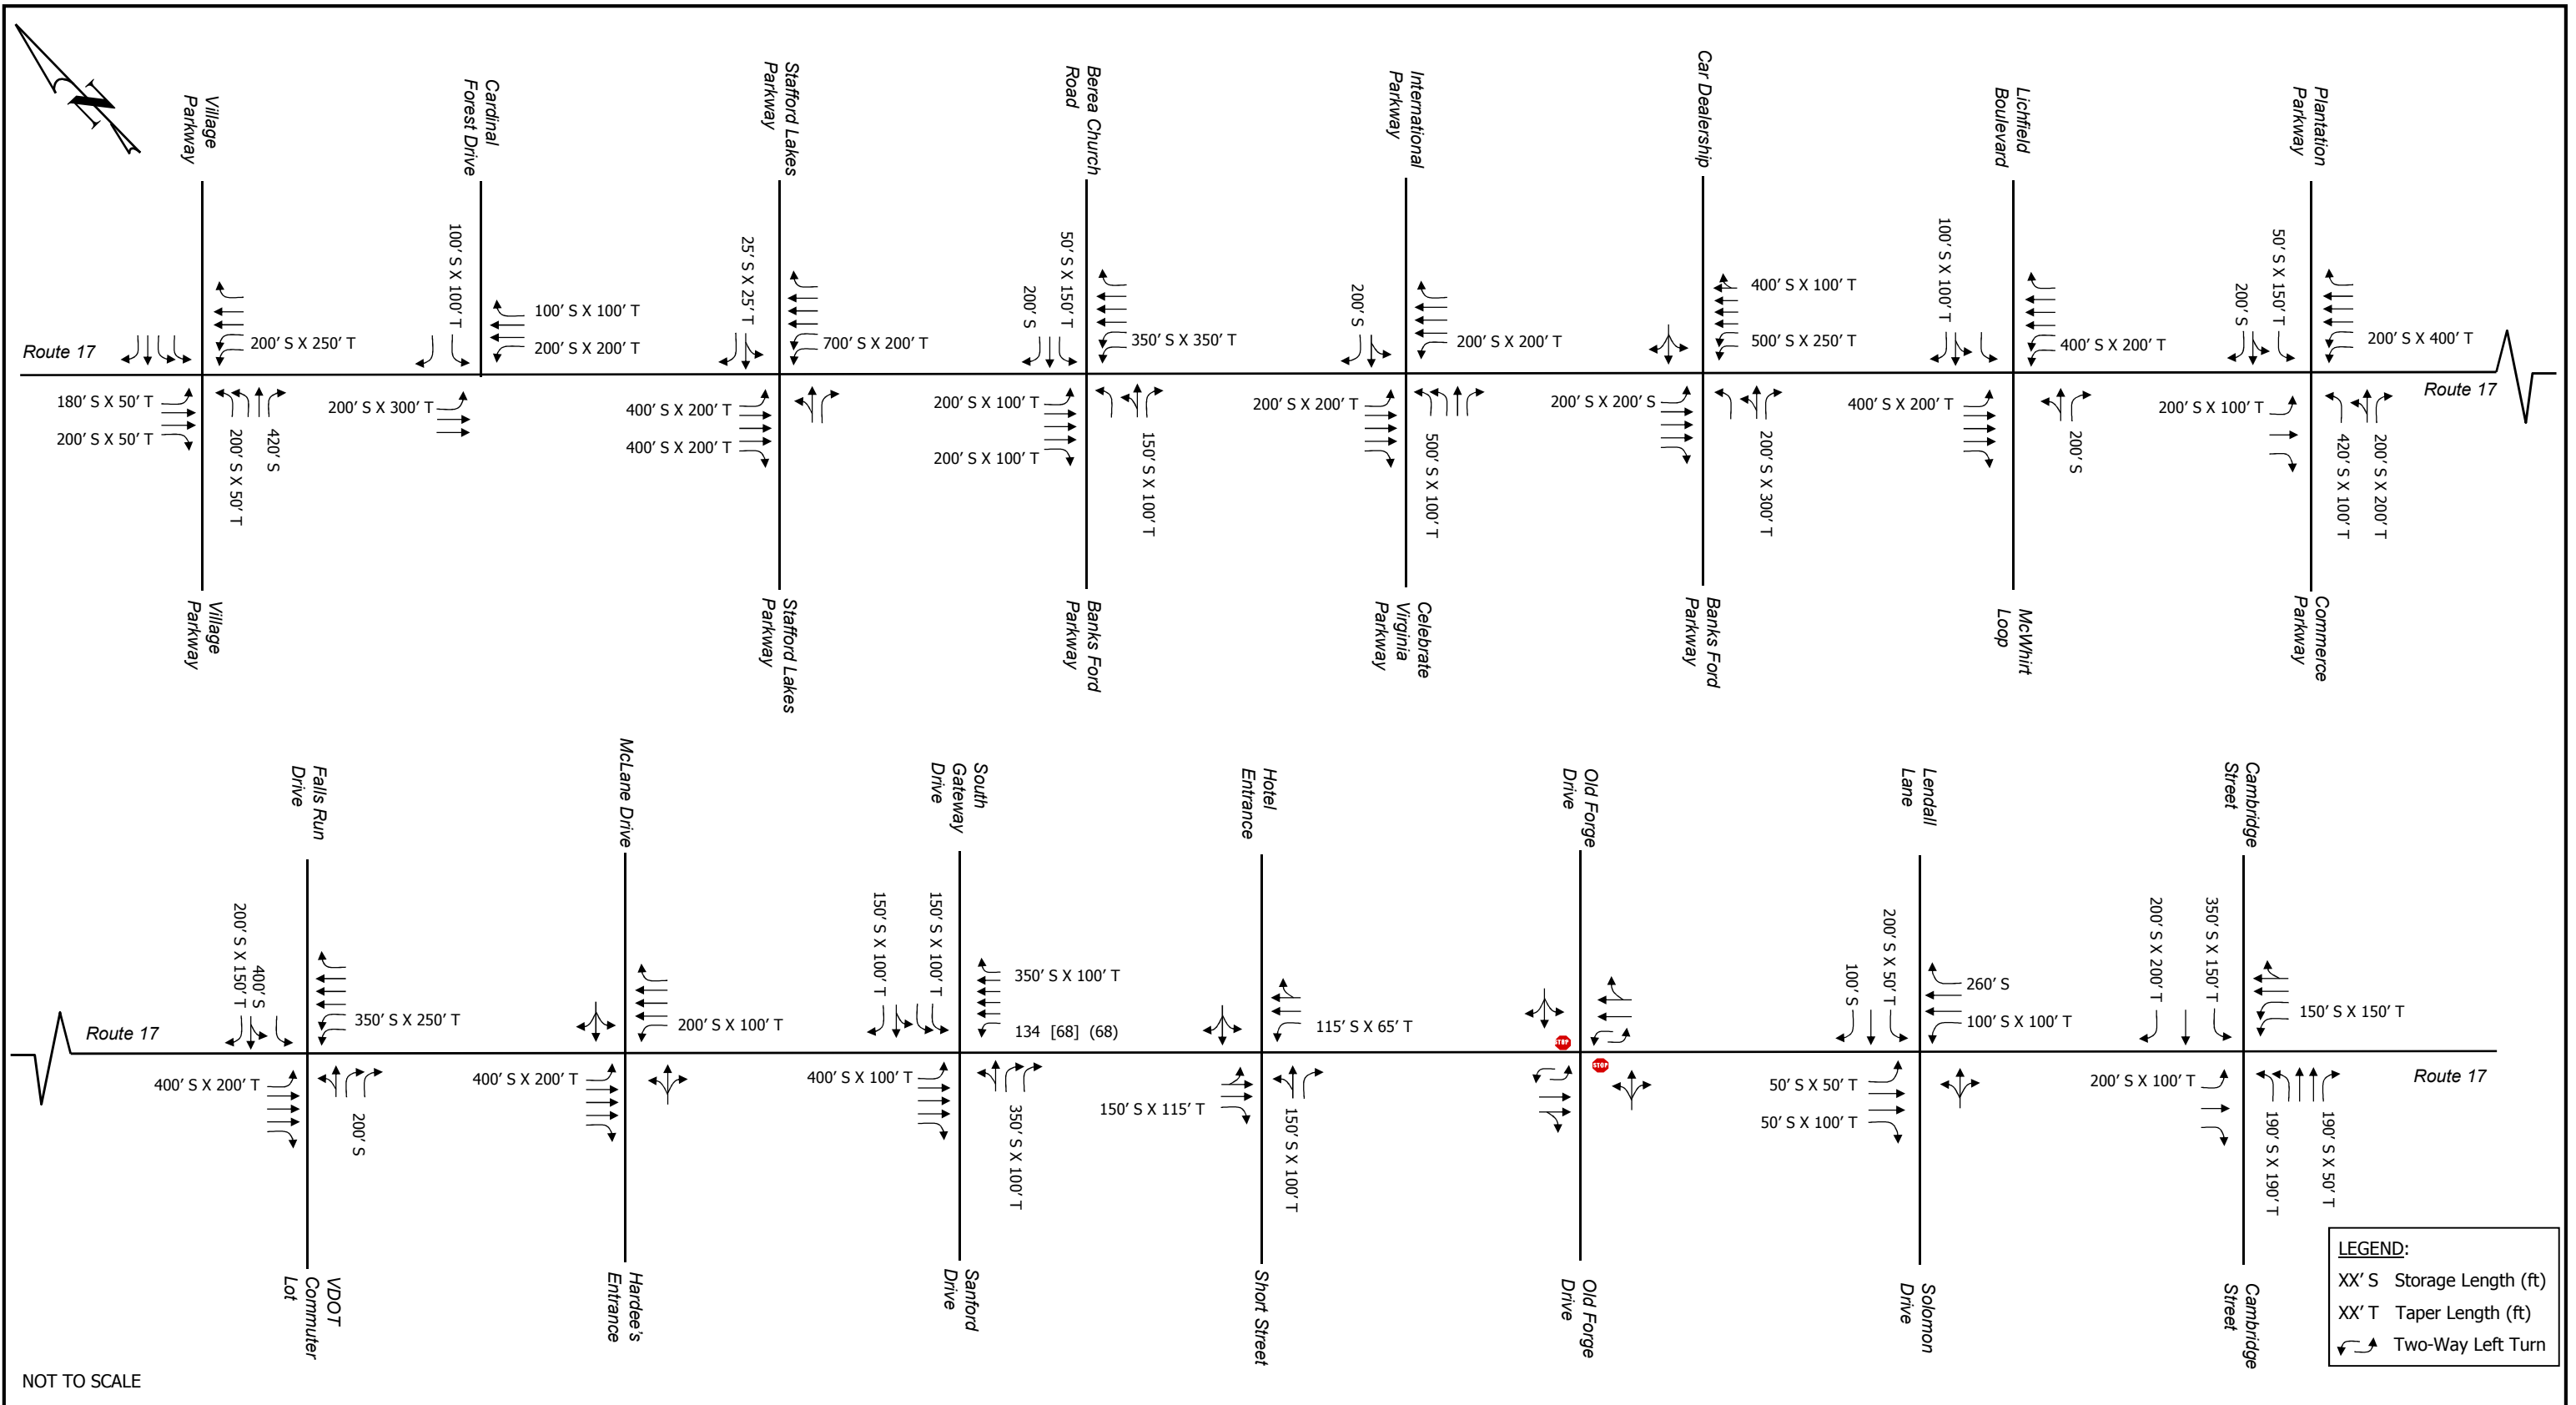 Village
Parkway
Cardinal
Forest Drive
Stafford Lakes
Parkway
Berea Church
Road
International
Parkway
Car Dealership
Lichfield
Boulevard
Plantation
Parkway
N
Route 17
200' S X 250' T
180' S X 50' T
200' S X 50' T
200' S X 50' T
420' S
100' S X 100' T
100' S X 100' T
200' S X 200' T
200' S X 300' T
25' S X 25' T
700' S X 200' T
400' S X 200' T
400' S X 200' T
200' S
50' S X 150' T
350' S X 350' T
200' S X 100' T
200' S X 100' T
150' S X 100' T
200' S
200' S X 200' T
200' S X 200' T
500' S X 100' T
400' S X 100' T
500' S X 250' T
200' S X 200' S
200' S X 300' T
100' S X 100' T
400' S X 200' T
400' S X 200' T
200' S
200' S
50' S X 150' T
200' S X 400' T
200' S X 100' T
420' S X 100' T
200' S X 200' T
Route 17
Village
Parkway
Stafford Lakes
Parkway
Banks Ford
Parkway
Celebrate
Virginia
Parkway
Banks Ford
Parkway
McWhirt
Loop
Commerce
Parkway
Falls Run
Drive
McLane Drive
South
Gateway
Drive
Hotel
Entrance
Old Forge
Drive
Lendall
Lane
Cambridge
Street
Route 17
200' S X 150' T
400' S
350' S X 250' T
400' S X 200' T
200' S
200' S X 100' T
400' S X 200' T
150' S X 100' T
150' S X 100' T
350' S X 100' T
134 [68] (68)
400' S X 100' T
350' S X 100' T
115' S X 65' T
150' S X 115' T
150' S X 100' T
STOP
STOP
100' S
200' S X 50' T
260' S
100' S X 100' T
50' S X 50' T
50' S X 100' T
200' S X 200' T
350' S X 150' T
150' S X 150' T
200' S X 100' T
190' S X 190' T
190' S X 50' T
Route 17
VDOT
Commuter
Lot
Hardee's
Entrance
Sanford
Drive
Short Street
Old Forge
Drive
Solomon
Drive
Cambridge
Street
LEGEND:
XX' S Storage Length (ft)
XX' T Taper Length (ft)
Two-Way Left Turn
NOT TO SCALE